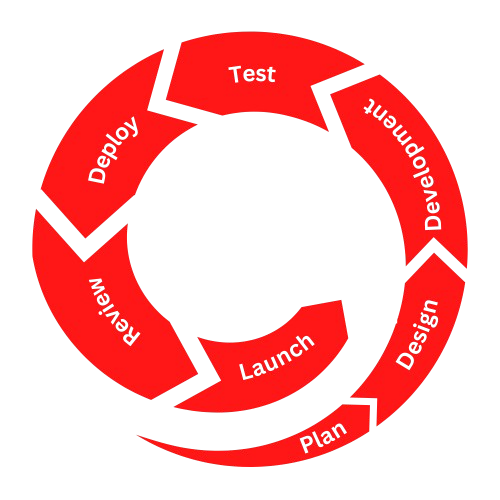 Plan
Design
Development
Test
Deploy
Review
Launch